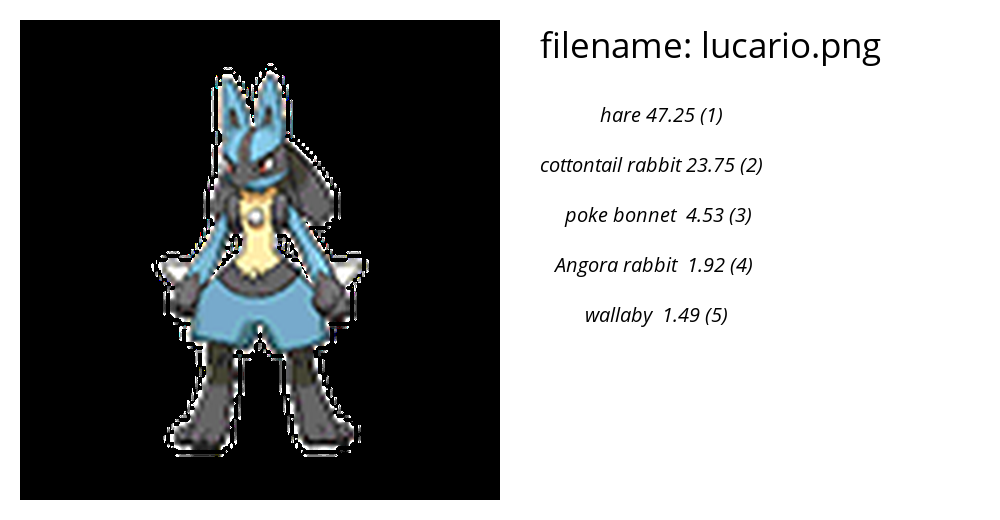 filename: lucario.png
hare 47.25 (1)
cottontail rabbit 23.75 (2)
poke bonnet 4.53 (3)
Angora rabbit 1.92 (4)
wallaby 1.49 (5)